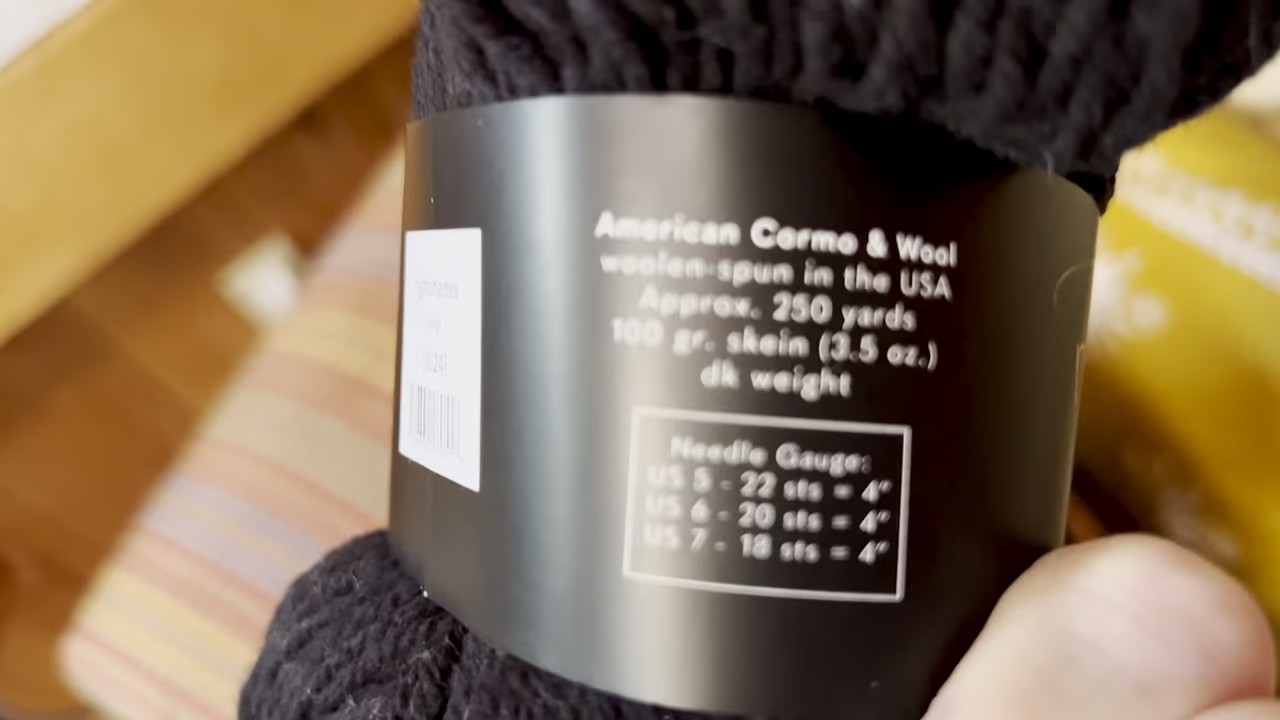 American Cormo & Wool
woolen-spun in the USA
Approx. 250 yards
100 gr. skein (3.5 oz.)
dk weight
Needle Gauge:
US 5 - 22 sts = 4"
US 6 - 20 sts = 4"
US 7 - 18 sts = 4"